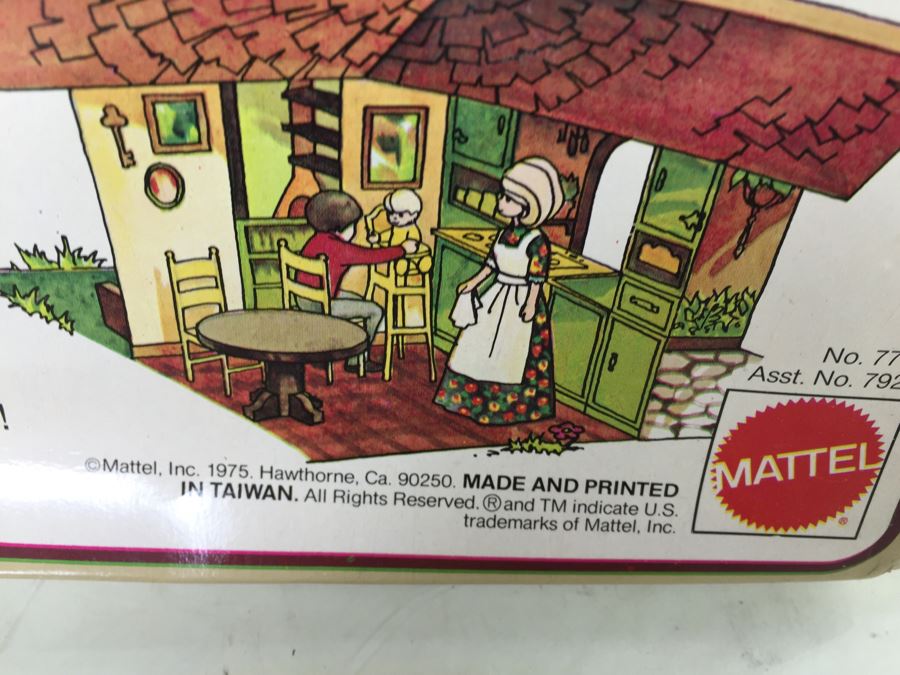 !
No. 77
Asst. No. 792
©Mattel, Inc. 1975. Hawthorne, Ca. 90250. MADE AND PRINTED
IN TAIWAN. All Rights Reserved. ® and TM indicate U.S.
trademarks of Mattel, Inc.
MATTEL
®